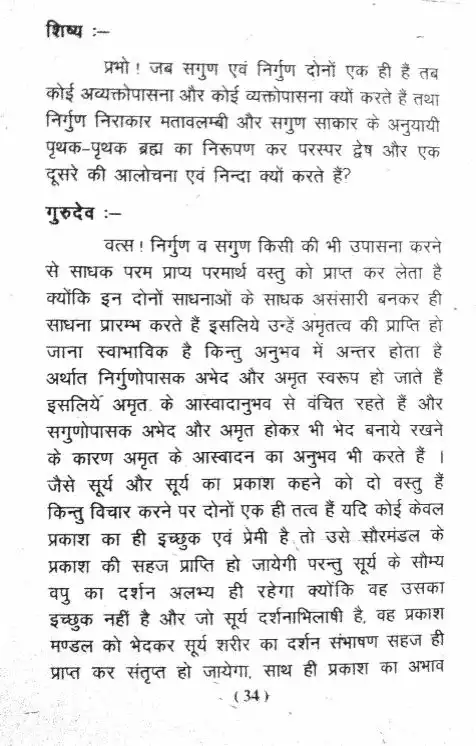 शिष्य :–
प्रभो ! जब सगुण एवं निर्गुण दोनों एक ही हैं तब
कोई अव्यक्तोपासना और कोई व्यक्तोपासना क्यों करते हैं तथा
निर्गुण निराकार मतावलम्बी और सगुण साकार के अनुयायी
पृथक-पृथक ब्रह्म का निरूपण कर परस्पर द्वेष और एक
दूसरे की आलोचना एवं निन्दा क्यों करते हैं?
गुरुदेव :–
वत्स ! निर्गुण व सगुण किसी की भी उपासना करने
से साधक परम प्राप्य परमार्थ वस्तु को प्राप्त कर लेता है
क्योंकि इन दोनों साधनाओं के साधक असंसारी बनकर ही
साधना प्रारम्भ करते हैं इसलिये उन्हें अमृतत्व की प्राप्ति हो
जाना स्वाभाविक है किन्तु अनुभव में अन्तर होता है
अर्थात निर्गुणोपासक अभेद और अमृत स्वरूप हो जाते हैं
इसलिये अमृत के आस्वादानुभव से वंचित रहते हैं और
सगुणोपासक अभेद और अमृत होकर भी भेद बनाये रखने
के कारण अमृत के आस्वादन का अनुभव भी करते हैं ।
जैसे सूर्य और सूर्य का प्रकाश कहने को दो वस्तु हैं
किन्तु विचार करने पर दोनों एक ही तत्व हैं यदि कोई केवल
प्रकाश का ही इच्छुक एवं प्रेमी है तो उसे सौरमंडल के
प्रकाश की सहज प्राप्ति हो जायेगी परन्तु सूर्य के सौम्य
वपु का दर्शन अलभ्य ही रहेगा क्योंकि वह उसका
इच्छुक नहीं है और जो सूर्य दर्शनाभिलाषी है, वह प्रकाश
मण्डल को भेदकर सूर्य शरीर का दर्शन संभाषण सहज ही
प्राप्त कर संतृप्त हो जायेगा, साथ ही प्रकाश का अभाव
(34)